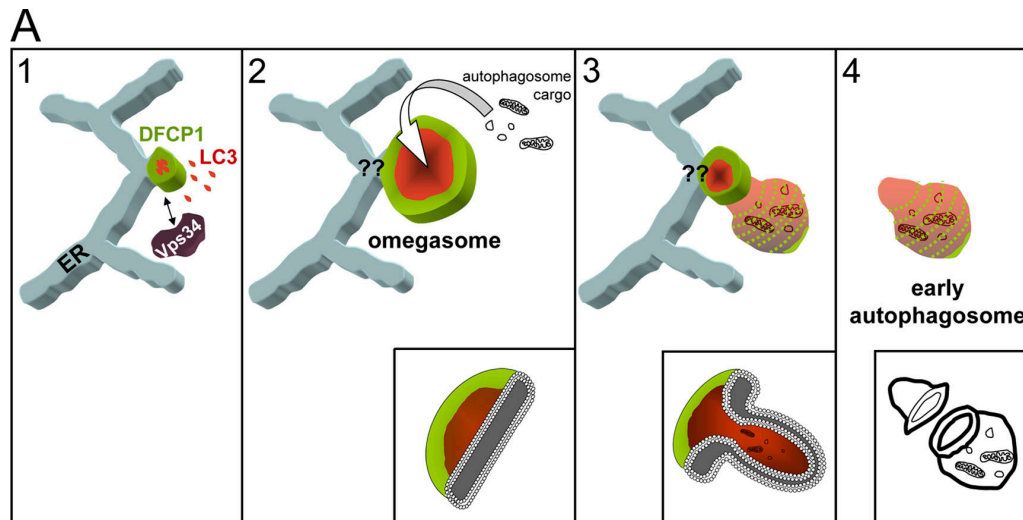 A
1
DFCP1
LC3
Vps34
ER
2
autophagosome
cargo
??
omegasome
3
??
4
early
autophagosome